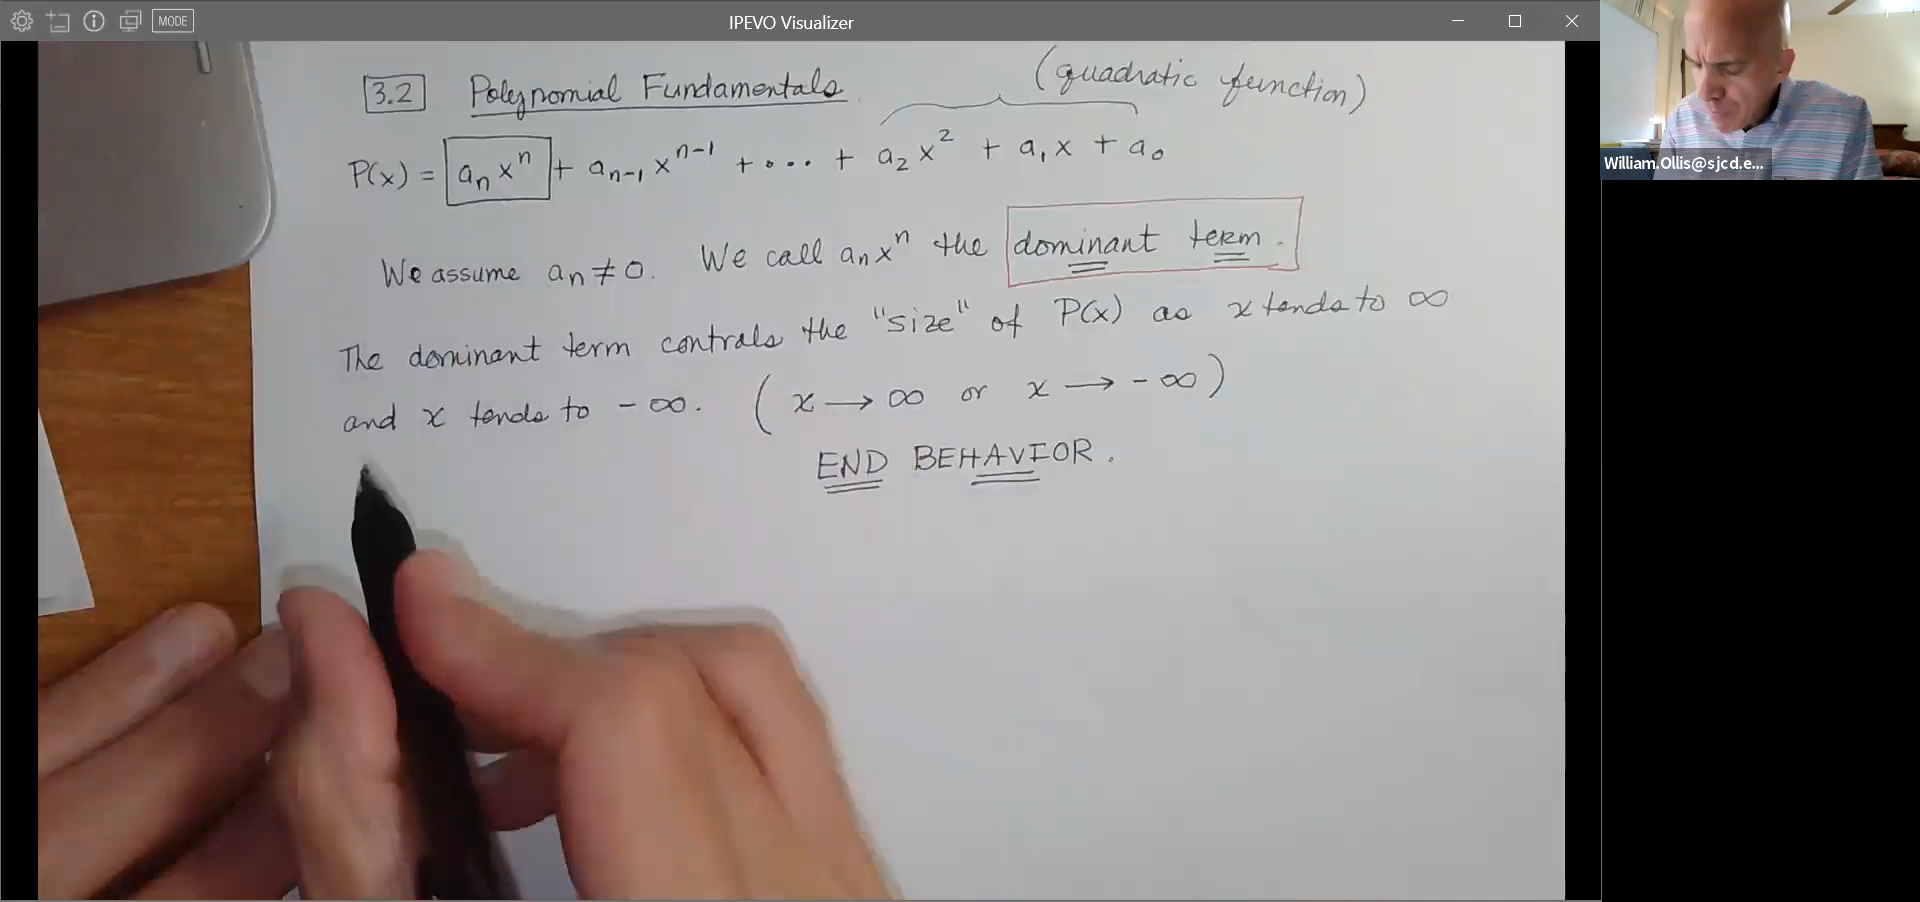 MODE
IPEVO Visualizer
3.2 Polynomial Fundamentals
(quadratic function)
P(x) = aₙxⁿ + aₙ₋₁xⁿ⁻¹ + .... + a₂x² + a₁x + a₀
We assume aₙ ≠ 0. We call aₙxⁿ the dominant term.
The dominant term controls the "size" of P(x) as x tends to ∞
and x tends to -∞. (x → ∞ or x → -∞)
END BEHAVIOR.
William.Ollis@sjcd.e...